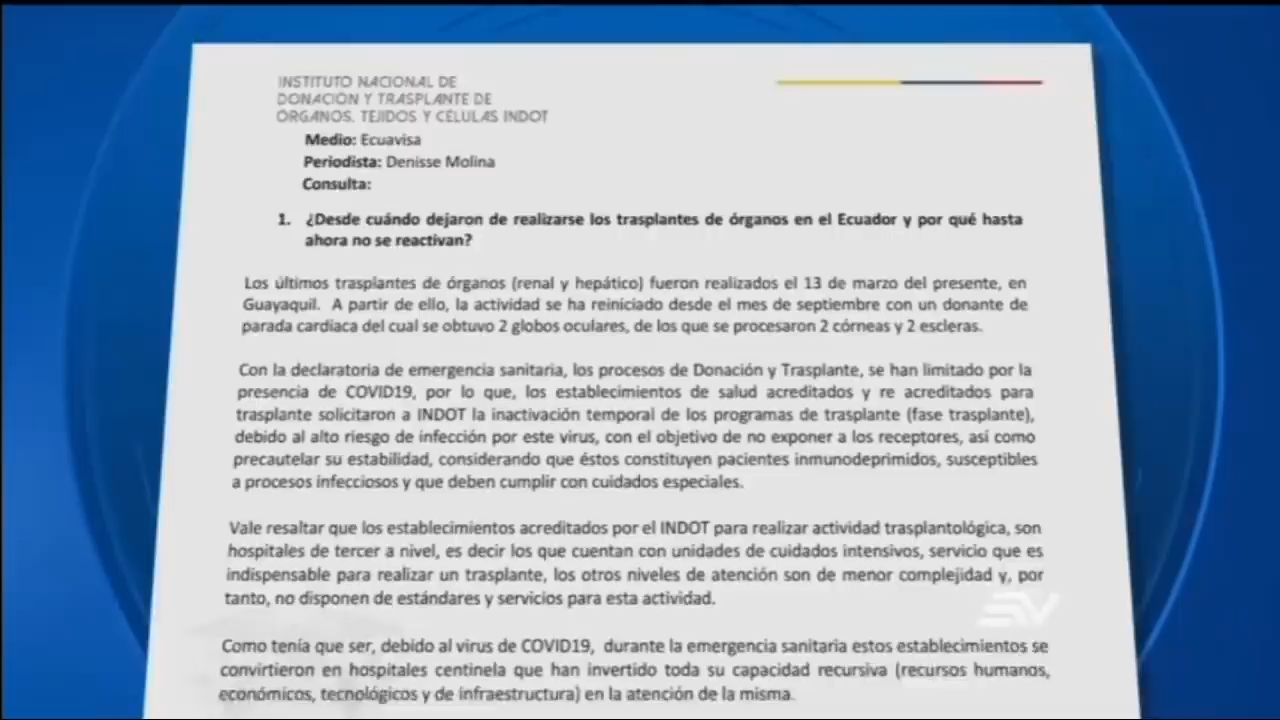 INSTITUTO NACIONAL DE
DONACIÓN Y TRASPLANTE DE
ÓRGANOS, TEJIDOS Y CÉLULAS INDOT
Medio: Ecuavisa
Periodista: Denisse Molina
Consulta:
1. ¿Desde cuándo dejaron de realizarse los trasplantes de órganos en el Ecuador y por qué hasta
ahora no se reactivan?
Los últimos trasplantes de órganos (renal y hepático) fueron realizados el 13 de marzo del presente, en
Guayaquil. A partir de ello, la actividad se ha reiniciado desde el mes de septiembre con un donante de
parada cardiaca del cual se obtuvo 2 globos oculares, de los que se procesaron 2 córneas y 2 escleras.
Con la declaratoria de emergencia sanitaria, los procesos de Donación y Trasplante, se han limitado por la
presencia de COVID19, por lo que, los establecimientos de salud acreditados y re acreditados para
trasplante solicitaron a INDOT la inactivación temporal de los programas de trasplante (fase trasplante),
debido al alto riesgo de infección por este virus, con el objetivo de no exponer a los receptores, así como
precautelar su estabilidad, considerando que éstos constituyen pacientes inmunodeprimidos, susceptibles
a procesos infecciosos y que deben cumplir con cuidados especiales.
Vale resaltar que los establecimientos acreditados por el INDOT para realizar actividad trasplantológica, son
hospitales de tercer a nivel, es decir los que cuentan con unidades de cuidados intensivos, servicio que es
indispensable para realizar un trasplante, los otros niveles de atención son de menor complejidad y, por
tanto, no disponen de estándares y servicios para esta actividad.
EV
Como tenía que ser, debido al virus de COVID19, durante la emergencia sanitaria estos establecimientos se
convirtieron en hospitales centinela que han invertido toda su capacidad recursiva (recursos humanos,
económicos, tecnológicos y de infraestructura) en la atención de la misma.